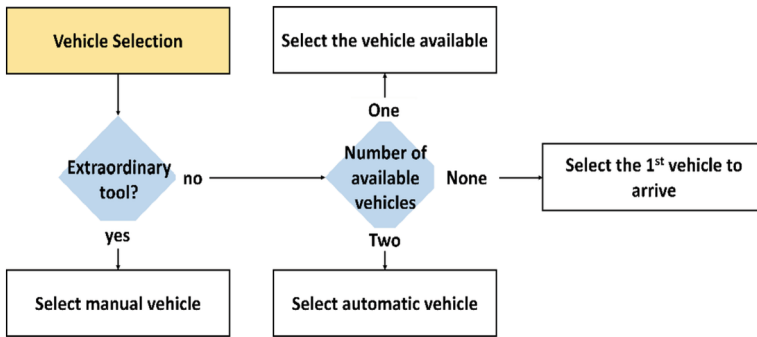 Vehicle Selection
Select the vehicle available
One
Extraordinary
tool?
no
Number of
available
vehicles
None
Select the 1st vehicle to
arrive
yes
Two
Select manual vehicle
Select automatic vehicle